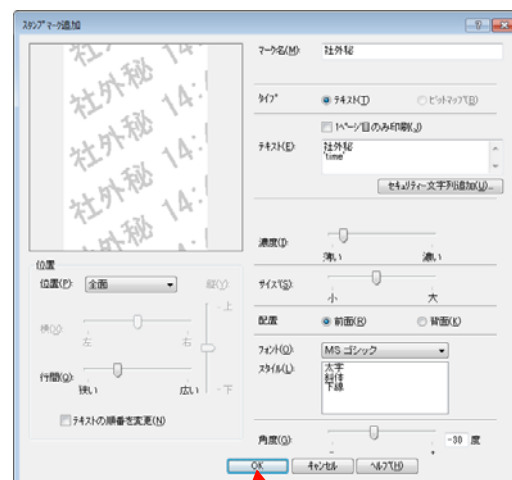 スタンプマーク追加
社外秘 14:
社外秘 14:
社外秘 14:
社外秘 14:
マーク名(M): 社外秘
タイプ テキスト(T) ビットマップ(B)
1ページ目のみ印刷(J)
テキスト(E): 社外秘
'time'
セキュリティー文字列追加(U)...
濃度(I):
薄い 濃い
サイズ(S):
小 大
配置 前面(R) 背面(K)
フォント(O): MS ゴシック
スタイル(L): 太字
斜体
下線
角度(G): -30 度
- +
位置
位置(P): 全面 縦(Y):
上
横(X):
左 右
行間(Q):
狭い 広い
下
テキストの順番を変更(N)
OK キャンセル ヘルプ(H)